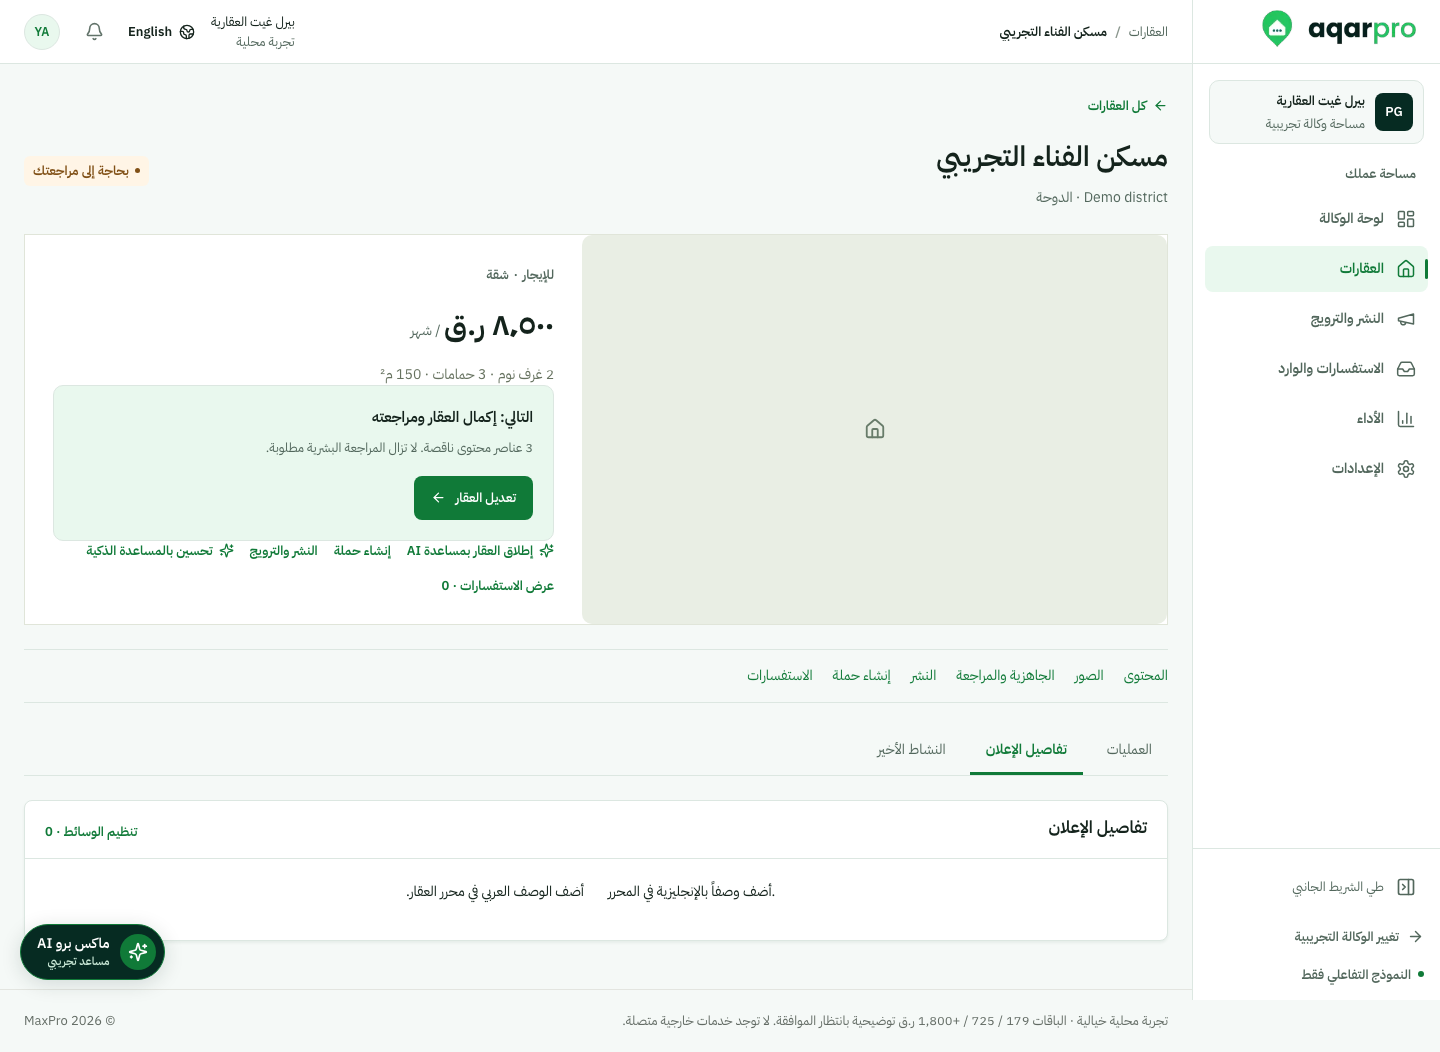 aqarpro
PG
بيرل غيت العقارية
مساحة وكالة تجريبية
مساحة عملك
لوحة الوكالة
العقارات
النشر والترويج
الاستفسارات والوارد
الأداء
الإعدادات
طي الشريط الجانبي
تغيير الوكالة التجريبية
النموذج التفاعلي فقط
العقارات / مسكن الفناء التجريبي
بيرل غيت العقارية
تجربة محلية
English
YA
كل العقارات
مسكن الفناء التجريبي
Demo district · الدوحة
بحاجة إلى مراجعتك
للإيجار · شقة
٨٬٥٠٠ ر.ق / شهر
2 غرف نوم · 3 حمامات · 150 م²
التالي: إكمال العقار ومراجعته
3 عناصر محتوى ناقصة. لا تزال المراجعة البشرية مطلوبة.
تعديل العقار
إطلاق العقار بمساعدة AI إنشاء حملة النشر والترويج تحسين بالمساعدة الذكية
عرض الاستفسارات · 0
المحتوى الصور الجاهزية والمراجعة النشر إنشاء حملة الاستفسارات
العمليات تفاصيل الإعلان النشاط الأخير
تفاصيل الإعلان
تنظيم الوسائط · 0
أضف وصفاً بالإنجليزية في المحرر.
أضف الوصف العربي في محرر العقار.
ماكس برو AI
مساعد تجريبي
تجربة محلية خيالية · الباقات 179 / 725 / +1,800 ر.ق توضيحية بانتظار الموافقة. لا توجد خدمات خارجية متصلة.
© 2026 MaxPro